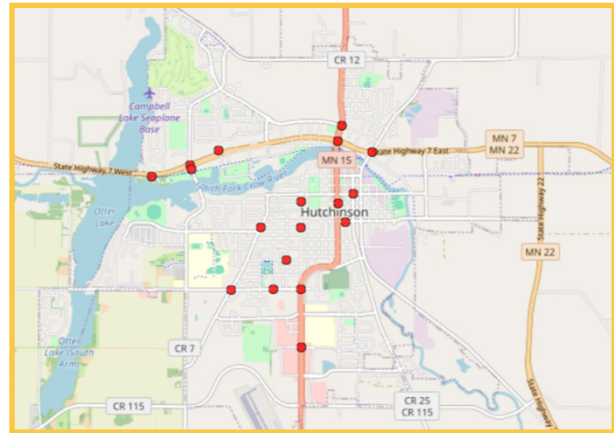 CR 12
Campbell
Lake Seaplane
Base
MN 7
MN 22
State Highway 7 East
MN 15
State Highway 7 West
South Fork Crow River
State Highway 22
Otter
Lake
Hutchinson
MN 22
Otter
Lake (South
Arm)
CR 7
CR 115
CR 25
CR 115
State Highway